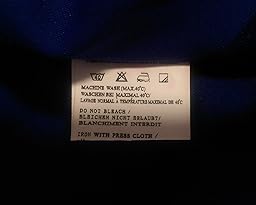 MACHINE WASH (MAX.40°C)
WASCHEN BEI MAXIMAL 40°C/
LAVAGE NORMAL A TEMPÉRATURE MAXIMAL DE 40°C
DO NOT BLEACH /
BLEICHEN NICHT ERLAUBT/
BLANCHIMENT INTERDIT
IRON WITH PRESS CLOTH /